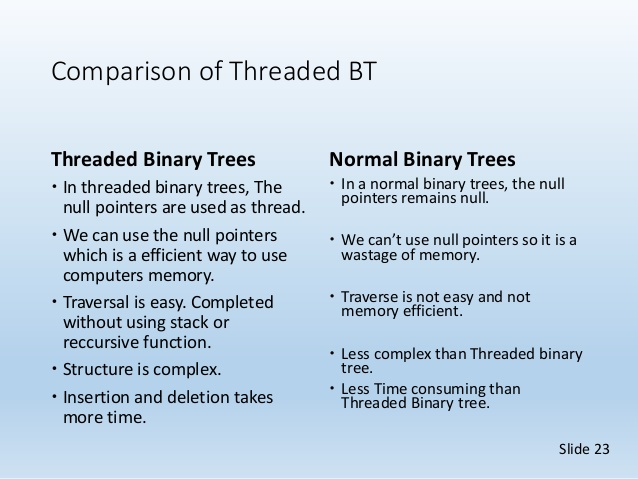 Comparison of Threaded BT
Threaded Binary Trees
• In threaded binary trees, The
null pointers are used as thread.
• We can use the null pointers
which is a efficient way to use
computers memory.
• Traversal is easy. Completed
without using stack or
reccursive function.
• Structure is complex.
• Insertion and deletion takes
more time.
Normal Binary Trees
• In a normal binary trees, the null
pointers remains null.
• We can’t use null pointers so it is a
wastage of memory.
• Traverse is not easy and not
memory efficient.
• Less complex than Threaded binary
tree.
• Less Time consuming than
Threaded Binary tree.
Slide 23